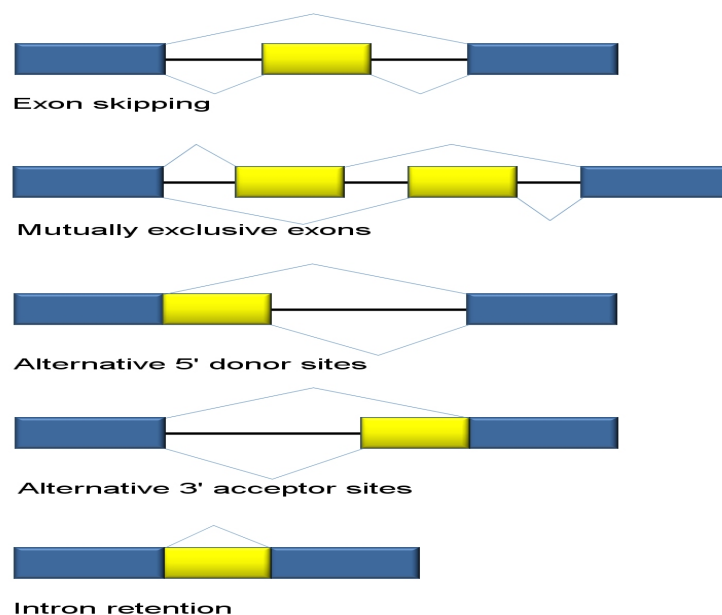 Exon skipping
Mutually exclusive exons
Alternative 5' donor sites
Alternative 3' acceptor sites
Intron retention